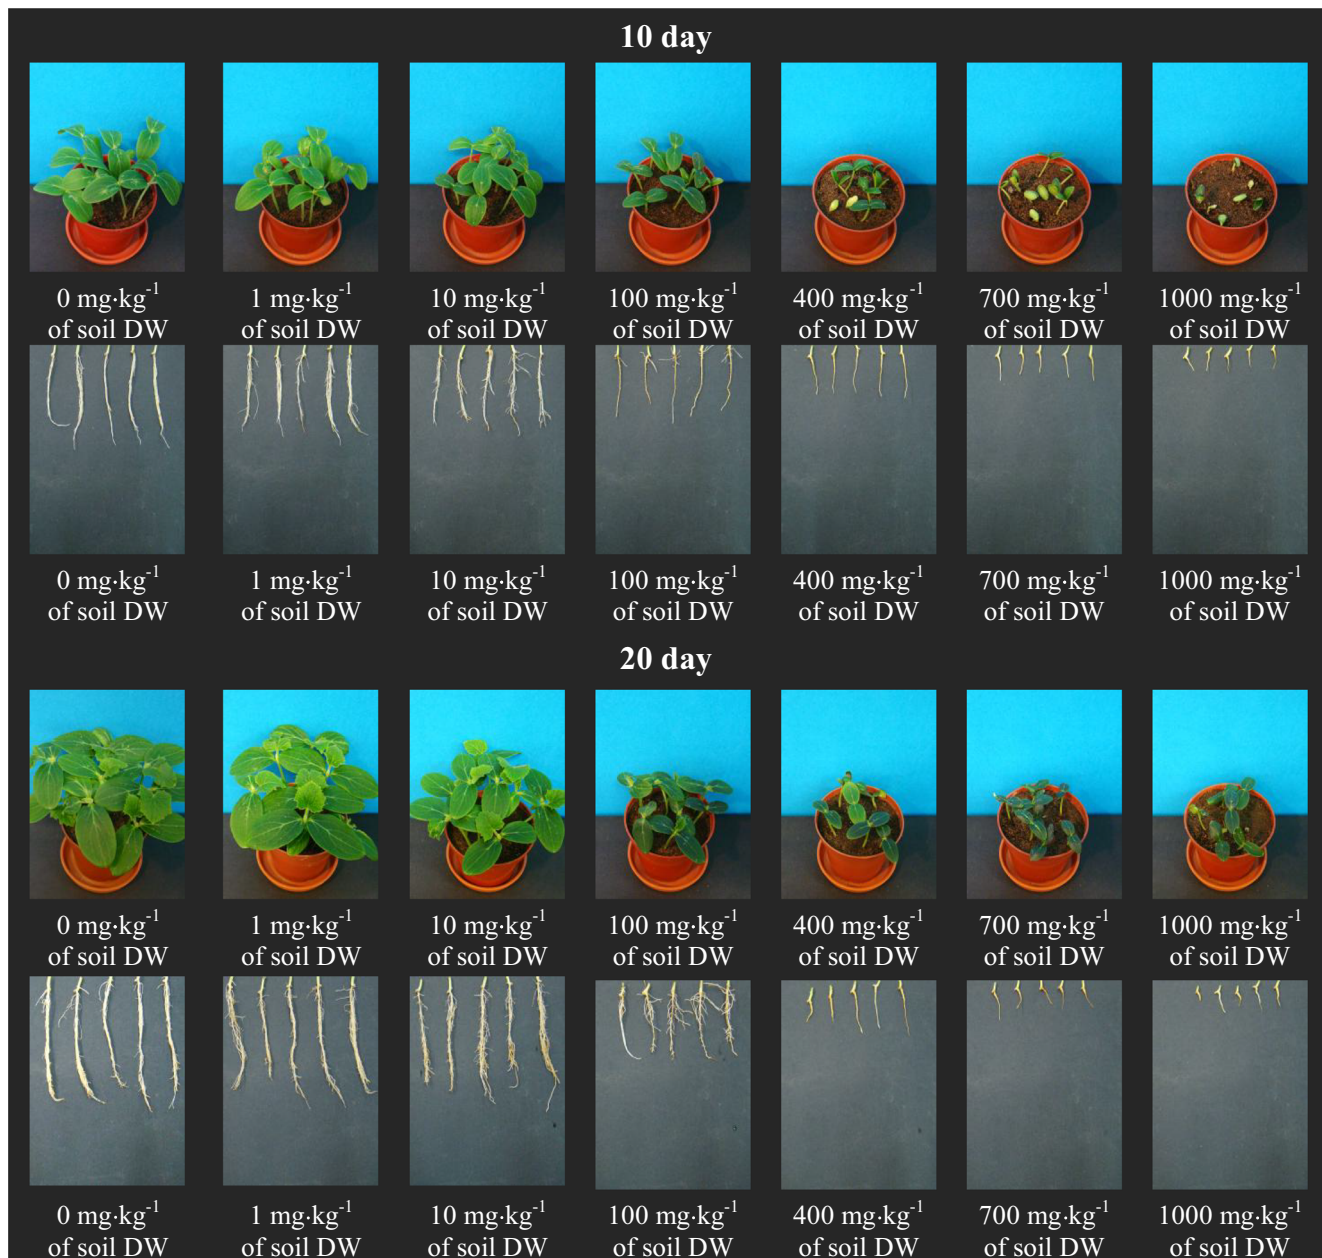 10 day
0 mg·kg⁻¹ 1 mg·kg⁻¹ 10 mg·kg⁻¹ 100 mg·kg⁻¹ 400 mg·kg⁻¹ 700 mg·kg⁻¹ 1000 mg·kg⁻¹
of soil DW of soil DW of soil DW of soil DW of soil DW of soil DW of soil DW
0 mg·kg⁻¹ 1 mg·kg⁻¹ 10 mg·kg⁻¹ 100 mg·kg⁻¹ 400 mg·kg⁻¹ 700 mg·kg⁻¹ 1000 mg·kg⁻¹
of soil DW of soil DW of soil DW of soil DW of soil DW of soil DW of soil DW
20 day
0 mg·kg⁻¹ 1 mg·kg⁻¹ 10 mg·kg⁻¹ 100 mg·kg⁻¹ 400 mg·kg⁻¹ 700 mg·kg⁻¹ 1000 mg·kg⁻¹
of soil DW of soil DW of soil DW of soil DW of soil DW of soil DW of soil DW
0 mg·kg⁻¹ 1 mg·kg⁻¹ 10 mg·kg⁻¹ 100 mg·kg⁻¹ 400 mg·kg⁻¹ 700 mg·kg⁻¹ 1000 mg·kg⁻¹
of soil DW of soil DW of soil DW of soil DW of soil DW of soil DW of soil DW